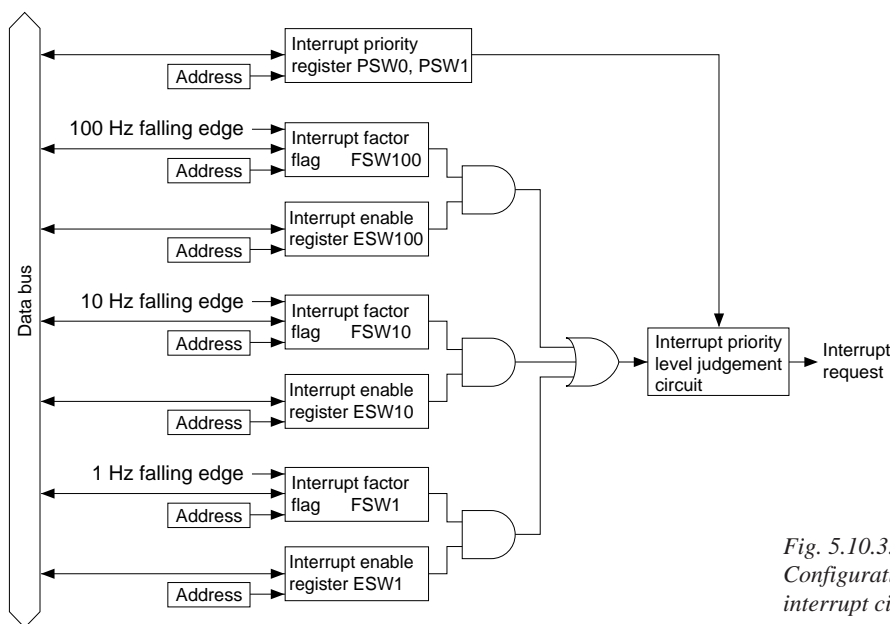 Data bus
Interrupt priority
register PSW0, PSW1
Address
100 Hz falling edge
Interrupt factor
flag FSW100
Address
Interrupt enable
register ESW100
Address
10 Hz falling edge
Interrupt factor
flag FSW10
Address
Interrupt enable
register ESW10
Address
1 Hz falling edge
Interrupt factor
flag FSW1
Address
Interrupt enable
register ESW1
Address
Interrupt priority
level judgement
circuit
Interrupt
request
Fig. 5.10.3.
Configurati
interrupt ci